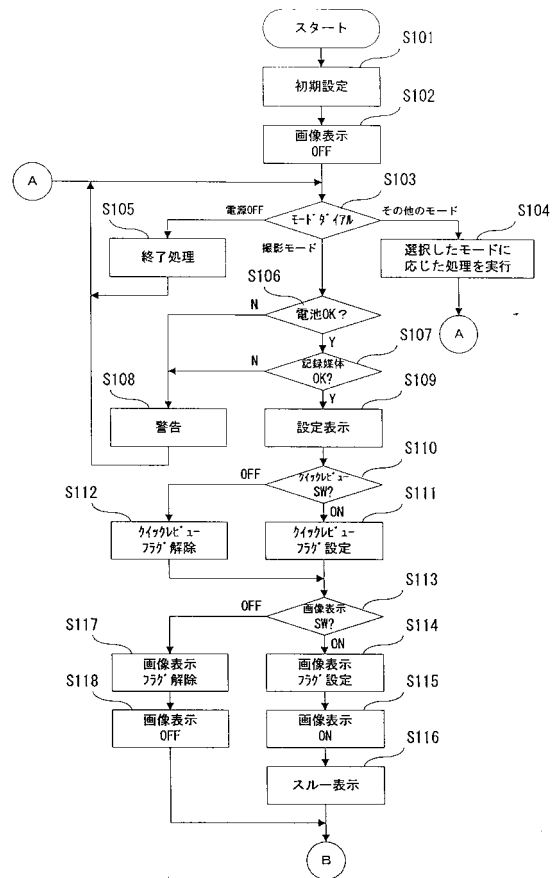 スタート
S101
初期設定
S102
画像表示
OFF
A
S103
モードダイアル
電源OFF
その他のモード
撮影モード
S105
終了処理
S104
選択したモードに
応じた処理を実行
A
S106
電池OK?
N
Y
S107
記録媒体
OK?
N
Y
S108
警告
S109
設定表示
S110
クイックレビュー
SW?
OFF
ON
S112
クイックレビュー
フラグ解除
S111
クイックレビュー
フラグ設定
S113
画像表示
SW?
OFF
ON
S117
画像表示
フラグ解除
S114
画像表示
フラグ設定
S118
画像表示
OFF
S115
画像表示
ON
S116
スルー表示
B